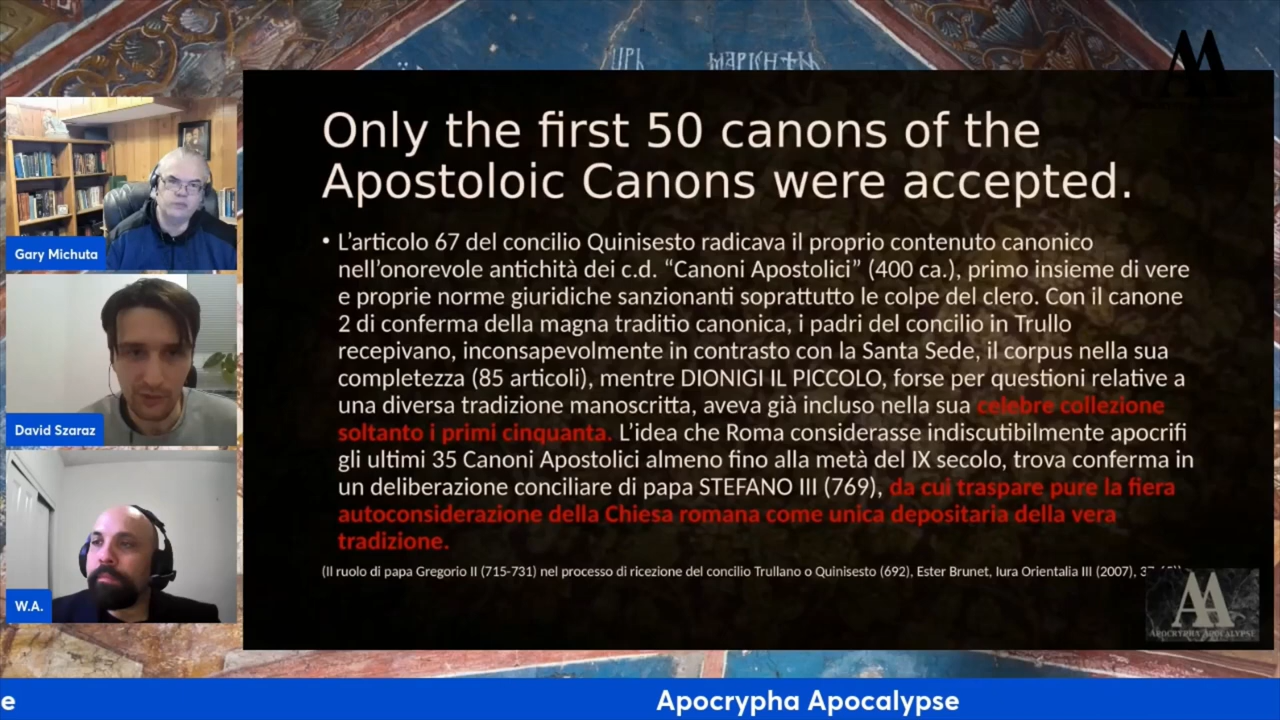 ЦРЬ МАРКИѦН
Only the first 50 canons of the
Apostoloic Canons were accepted.
• L’articolo 67 del concilio Quinisesto radicava il proprio contenuto canonico
nell’onorevole antichità dei c.d. “Canoni Apostolici” (400 ca.), primo insieme di vere
e proprie norme giuridiche sanzionanti soprattutto le colpe del clero. Con il canone
2 di conferma della magna traditio canonica, i padri del concilio in Trullo
recepivano, inconsapevolmente in contrasto con la Santa Sede, il corpus nella sua
completezza (85 articoli), mentre DIONIGI IL PICCOLO, forse per questioni relative a
una diversa tradizione manoscritta, aveva già incluso nella sua celebre collezione
soltanto i primi cinquanta. L’idea che Roma considerasse indiscutibilmente apocrifi
gli ultimi 35 Canoni Apostolici almeno fino alla metà del IX secolo, trova conferma in
un deliberazione conciliare di papa STEFANO III (769), da cui traspare pure la fiera
autoconsiderazione della Chiesa romana come unica depositaria della vera
tradizione.
(Il ruolo di papa Gregorio II (715-731) nel processo di ricezione del concilio Trullano o Quinisesto (692), Ester Brunet, Iura Orientalia III (2007),
AA
APOCRYPHA APOCALYPSE
AA
Gary Michuta
David Szaraz
W.A.
e
Apocrypha Apocalypse